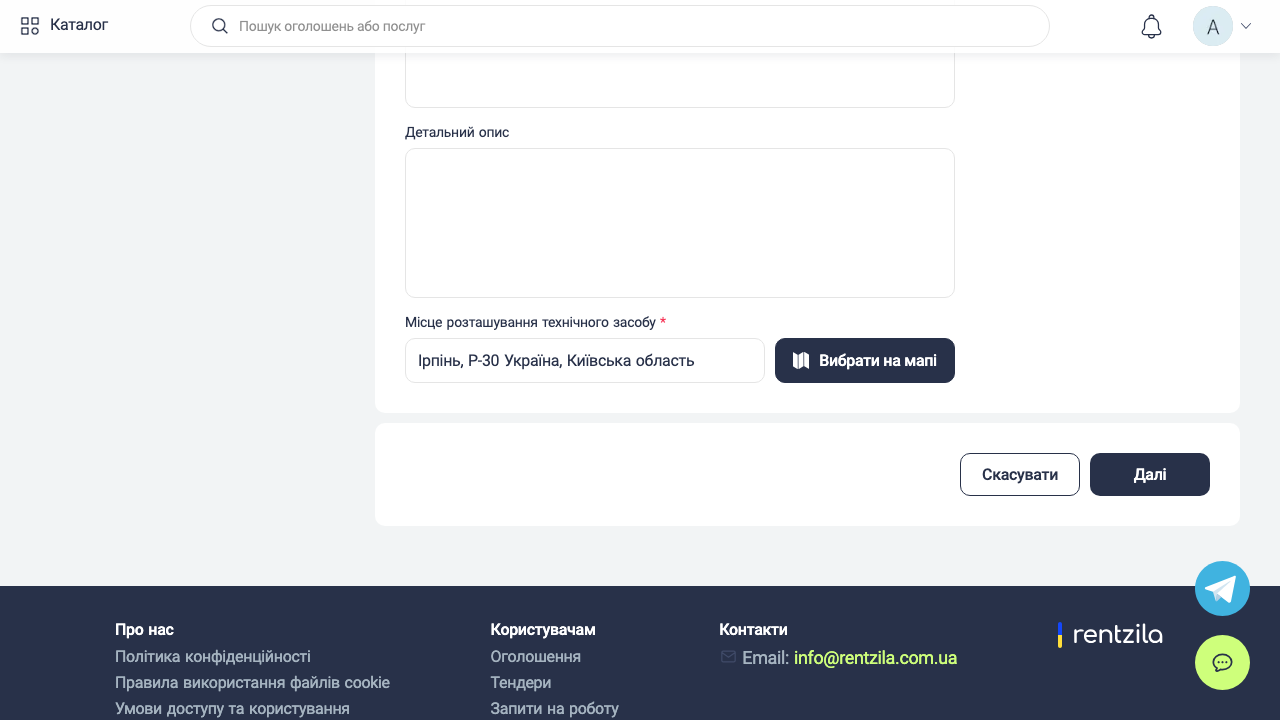 Каталог
Пошук оголошень або послуг
А
Детальний опис
Місце розташування технічного засобу *
Ірпінь, Р-30 Україна, Київська область
Вибрати на мапі
Скасувати
Далі
Про нас
Політика конфіденційності
Правила використання файлів cookie
Умови доступу та користування
Користувачам
Оголошення
Тендери
Запити на роботу
Контакти
Email: info@rentzila.com.ua
rentzila